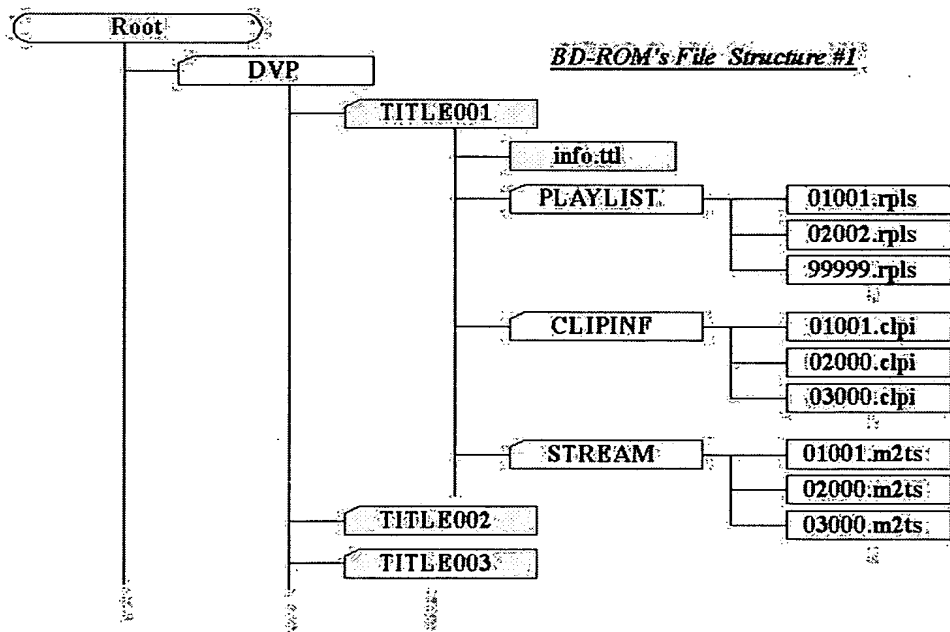 Root
BD-ROM's File Structure #1
DVP
TITLE001
info.ttl
PLAYLIST
01001.rpls
02002.rpls
99999.rpls
CLIPINF
01001.clpi
02000.clpi
03000.clpi
STREAM
01001.m2ts
02000.m2ts
03000.m2ts
TITLE002
TITLE003